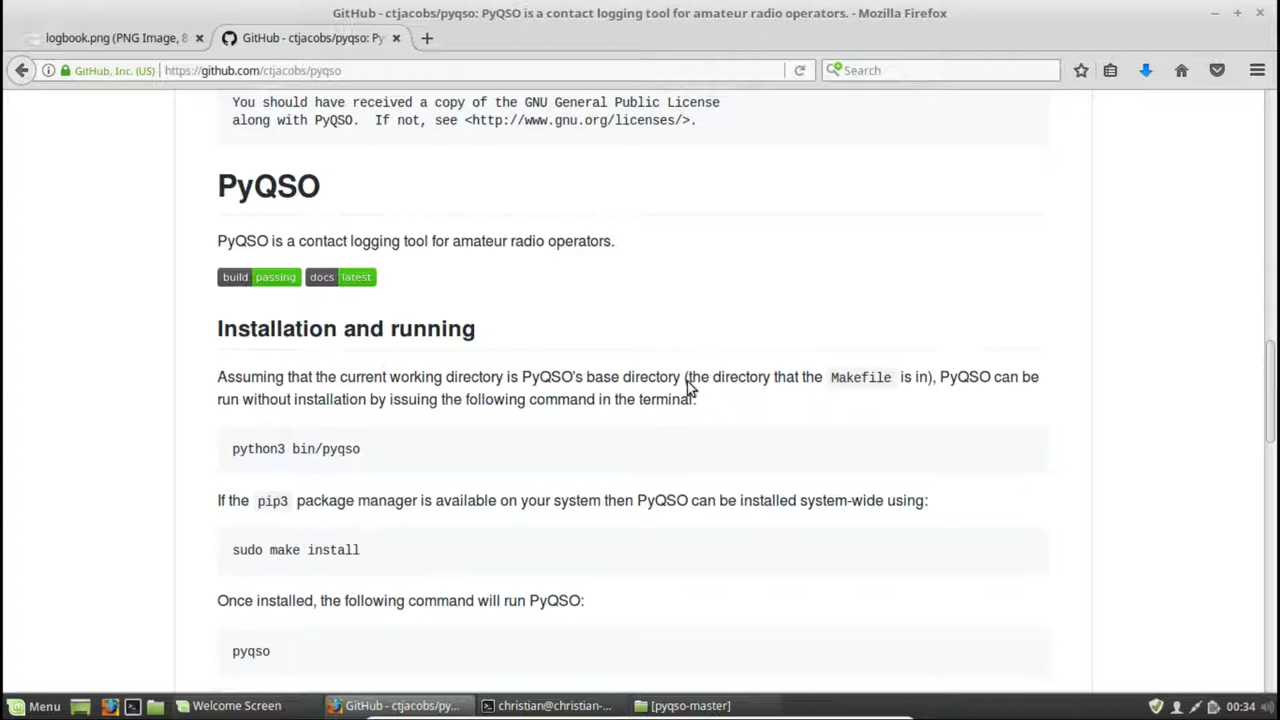 GitHub - ctjacobs/pyqso: PyQSO is a contact logging tool for amateur radio operators. - Mozilla Firefox
logbook.png (PNG Image, 8
GitHub - ctjacobs/pyqso: Py
GitHub, Inc. (US)
https://github.com/ctjacobs/pyqso
Search
You should have received a copy of the GNU General Public License
along with PyQSO. If not, see <http://www.gnu.org/licenses/>.
PyQSO
PyQSO is a contact logging tool for amateur radio operators.
build passing docs latest
Installation and running
Assuming that the current working directory is PyQSO's base directory (the directory that the Makefile is in), PyQSO can be
run without installation by issuing the following command in the terminal:
python3 bin/pyqso
If the pip3 package manager is available on your system then PyQSO can be installed system-wide using:
sudo make install
Once installed, the following command will run PyQSO:
pyqso
Menu
Welcome Screen
GitHub - ctjacobs/py...
christian@christian-...
[pyqso-master]
00:34